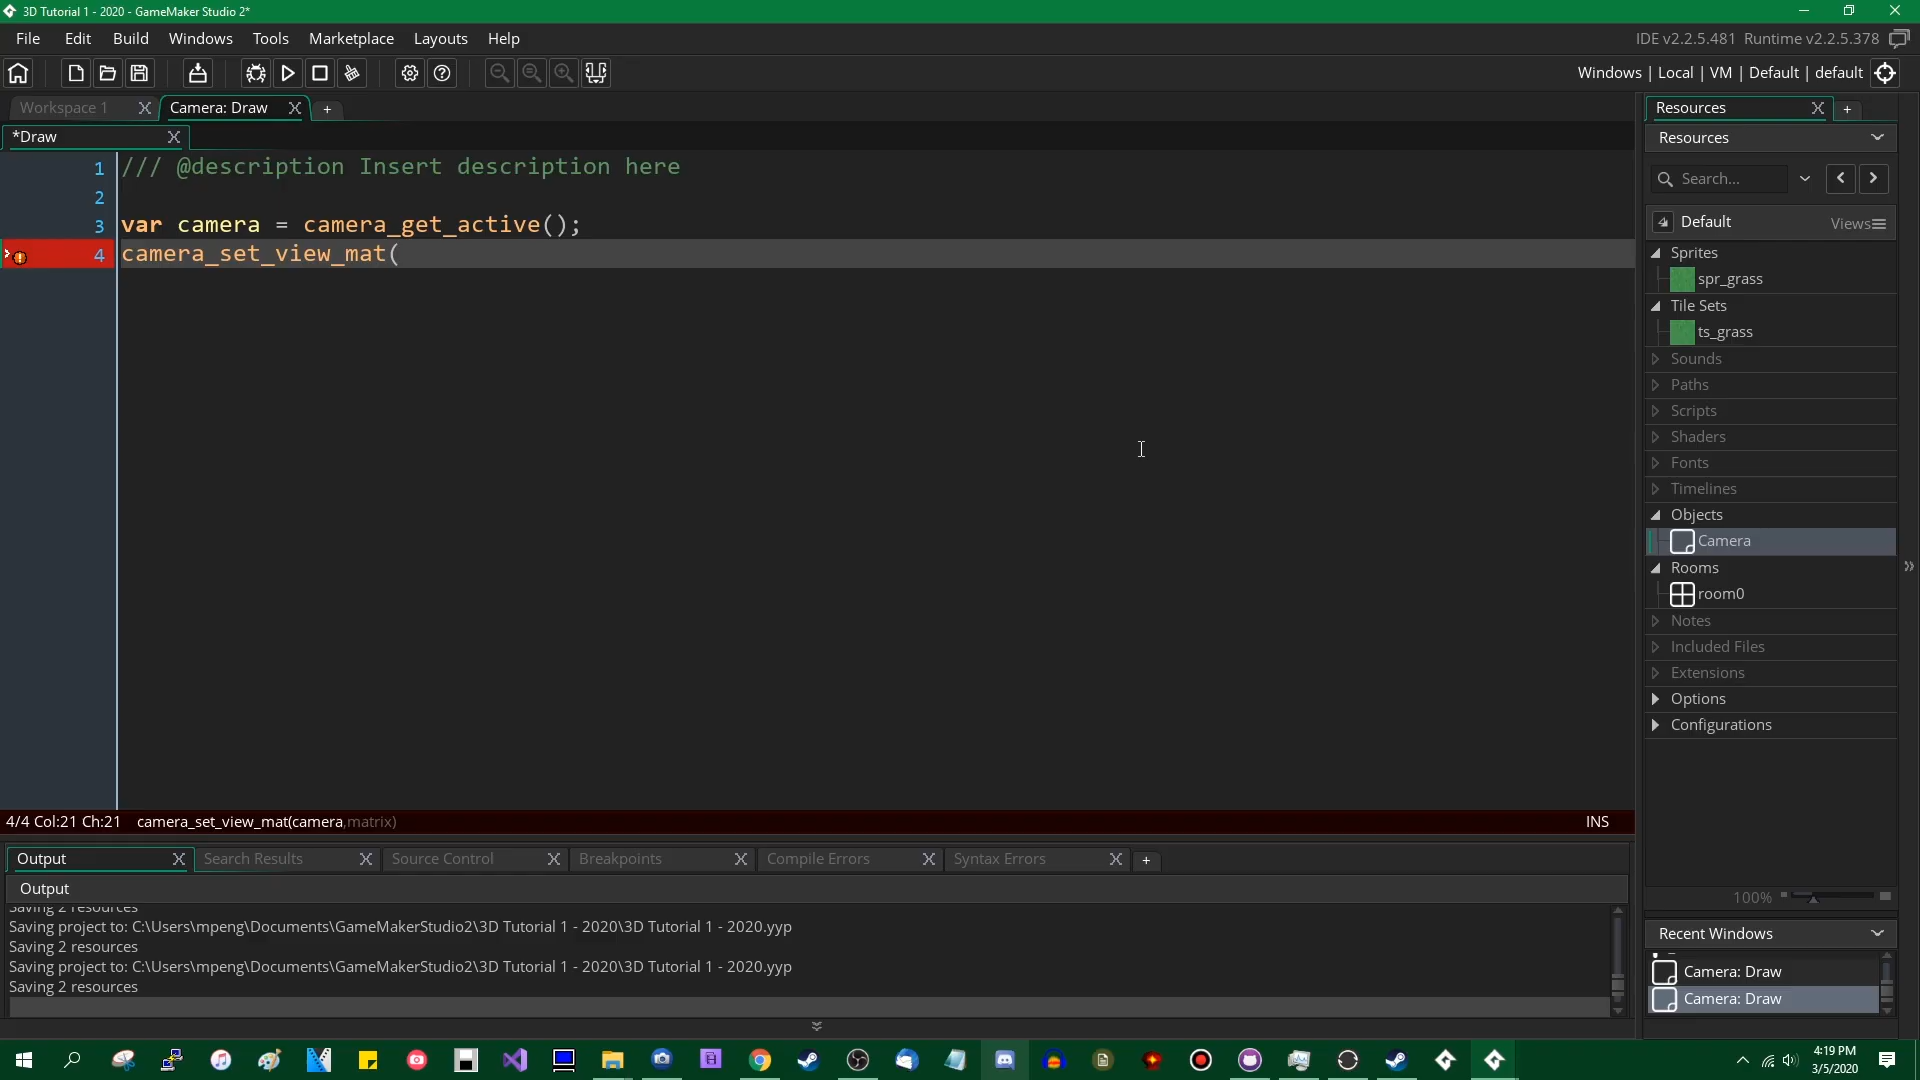 3D Tutorial 1 - 2020 - GameMaker Studio 2*
File Edit Build Windows Tools Marketplace Layouts Help
IDE v2.2.5.481 Runtime v2.2.5.378
Windows | Local | VM | Default | default
Workspace 1
Camera: Draw
*Draw
1 /// @description Insert description here
2
3 var camera = camera_get_active();
4 camera_set_view_mat(
4/4 Col:21 Ch:21 camera_set_view_mat(camera,matrix)
INS
Output Search Results Source Control Breakpoints Compile Errors Syntax Errors
Output
Saving 2 resources
Saving project to: C:\Users\mpeng\Documents\GameMakerStudio2\3D Tutorial 1 - 2020\3D Tutorial 1 - 2020.yyp
Saving 2 resources
Saving project to: C:\Users\mpeng\Documents\GameMakerStudio2\3D Tutorial 1 - 2020\3D Tutorial 1 - 2020.yyp
Saving 2 resources
Resources
Resources
Search...
Default
Views
Sprites
spr_grass
Tile Sets
ts_grass
Sounds
Paths
Scripts
Shaders
Fonts
Timelines
Objects
Camera
Rooms
room0
Notes
Included Files
Extensions
Options
Configurations
100%
Recent Windows
Camera: Draw
Camera: Draw
4:19 PM
3/5/2020